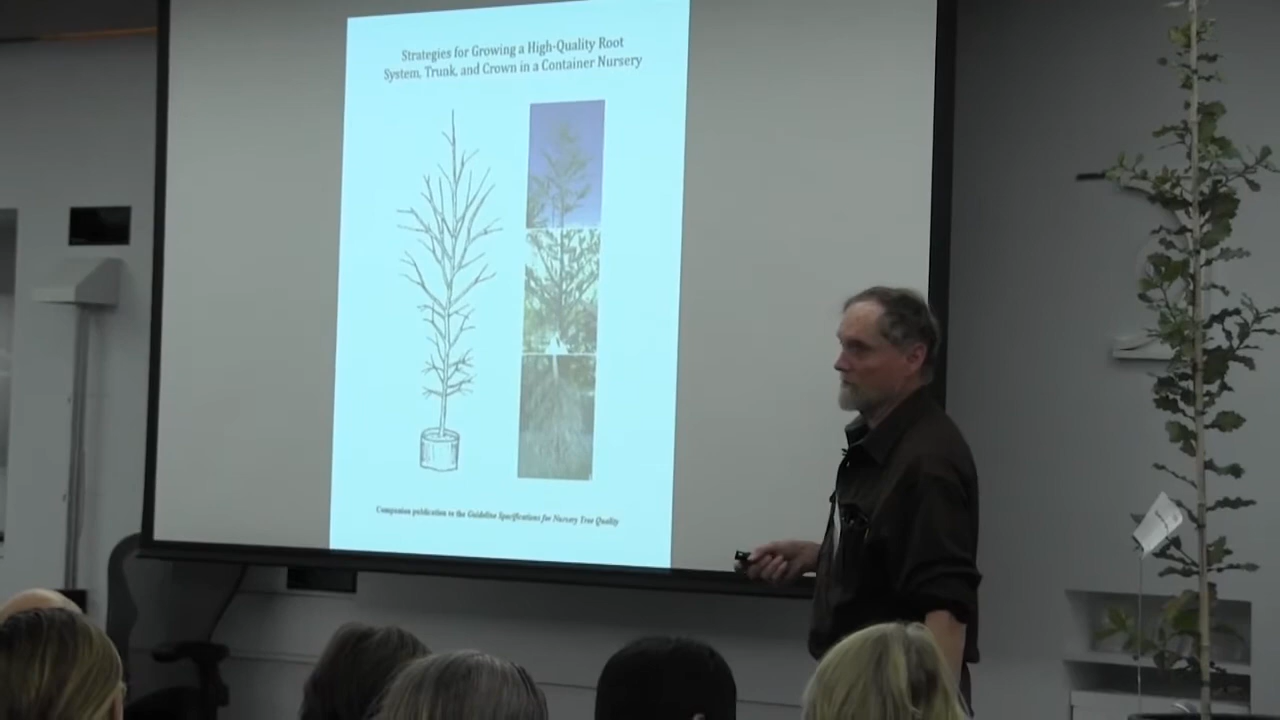 Strategies for Growing a High-Quality Root
System, Trunk, and Crown in a Container Nursery
Companion publication to the Guideline Specifications for Nursery Tree Quality